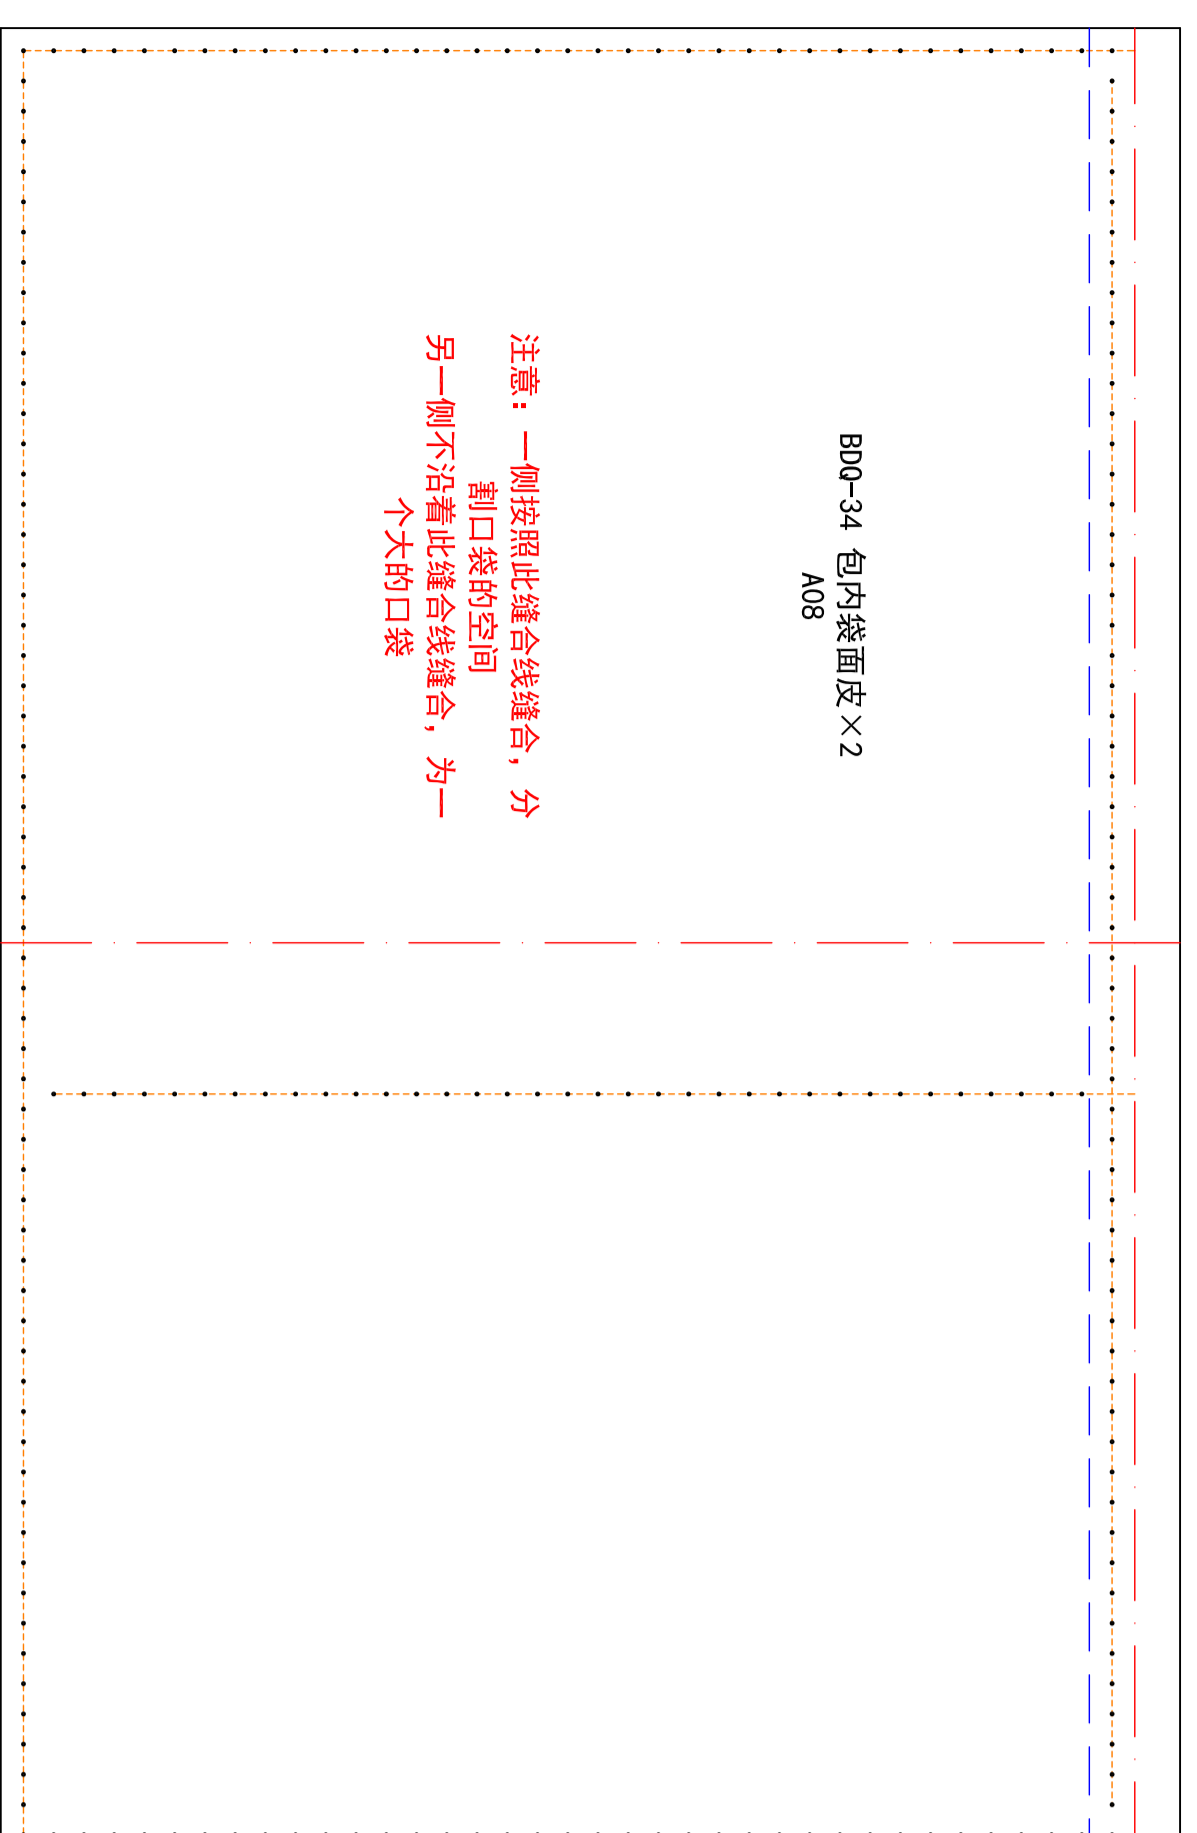 BDQ-34 包内袋面皮×2
A08
注意：一侧按照此缝合线缝合，分
割口袋的空间
另一侧不沿着此缝合线缝合，为一
个大的口袋